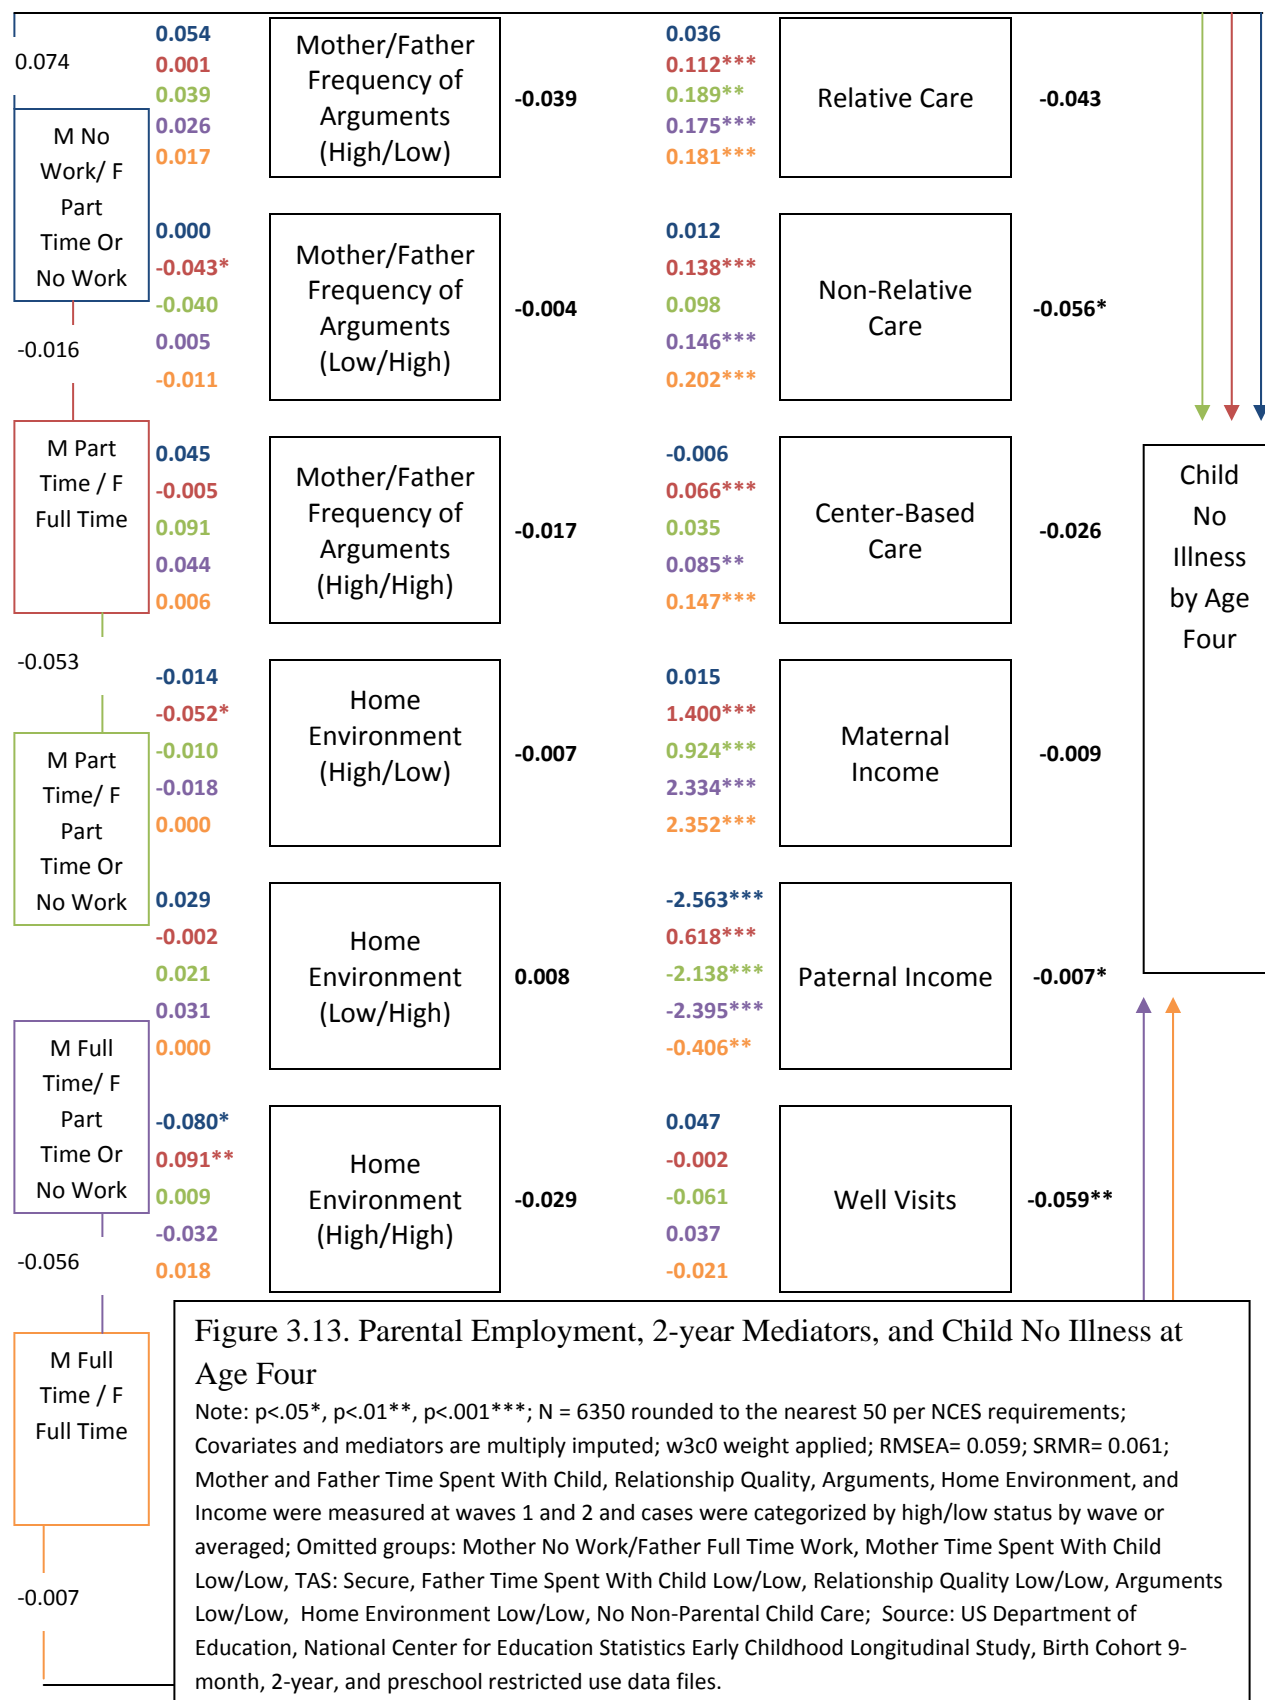 0.074
M No
Work/ F
Part
Time Or
No Work
-0.016
M Part
Time / F
Full Time
-0.053
M Part
Time/ F
Part
Time Or
No Work
M Full
Time/ F
Part
Time Or
No Work
-0.056
M Full
Time / F
Full Time
-0.007
0.054
0.001
0.039
0.026
0.017
Mother/Father
Frequency of
Arguments
(High/Low)
-0.039
0.000
-0.043*
-0.040
0.005
-0.011
Mother/Father
Frequency of
Arguments
(Low/High)
-0.004
0.045
-0.005
0.091
0.044
0.006
Mother/Father
Frequency of
Arguments
(High/High)
-0.017
-0.014
-0.052*
-0.010
-0.018
0.000
Home
Environment
(High/Low)
-0.007
0.029
-0.002
0.021
0.031
0.000
Home
Environment
(Low/High)
0.008
-0.080*
0.091**
0.009
-0.032
0.018
Home
Environment
(High/High)
-0.029
0.036
0.112***
0.189**
0.175***
0.181***
Relative Care
-0.043
0.012
0.138***
0.098
0.146***
0.202***
Non-Relative
Care
-0.056*
-0.006
0.066***
0.035
0.085**
0.147***
Center-Based
Care
-0.026
0.015
1.400***
0.924***
2.334***
2.352***
Maternal
Income
-0.009
-2.563***
0.618***
-2.138***
-2.395***
-0.406**
Paternal Income
-0.007*
0.047
-0.002
-0.061
0.037
-0.021
Well Visits
-0.059**
Child
No
Illness
by Age
Four
Figure 3.13. Parental Employment, 2-year Mediators, and Child No Illness at
Age Four
Note: p<.05*, p<.01**, p<.001***; N = 6350 rounded to the nearest 50 per NCES requirements;
Covariates and mediators are multiply imputed; w3c0 weight applied; RMSEA= 0.059; SRMR= 0.061;
Mother and Father Time Spent With Child, Relationship Quality, Arguments, Home Environment, and
Income were measured at waves 1 and 2 and cases were categorized by high/low status by wave or
averaged; Omitted groups: Mother No Work/Father Full Time Work, Mother Time Spent With Child
Low/Low, TAS: Secure, Father Time Spent With Child Low/Low, Relationship Quality Low/Low, Arguments
Low/Low, Home Environment Low/Low, No Non-Parental Child Care; Source: US Department of
Education, National Center for Education Statistics Early Childhood Longitudinal Study, Birth Cohort 9-
month, 2-year, and preschool restricted use data files.